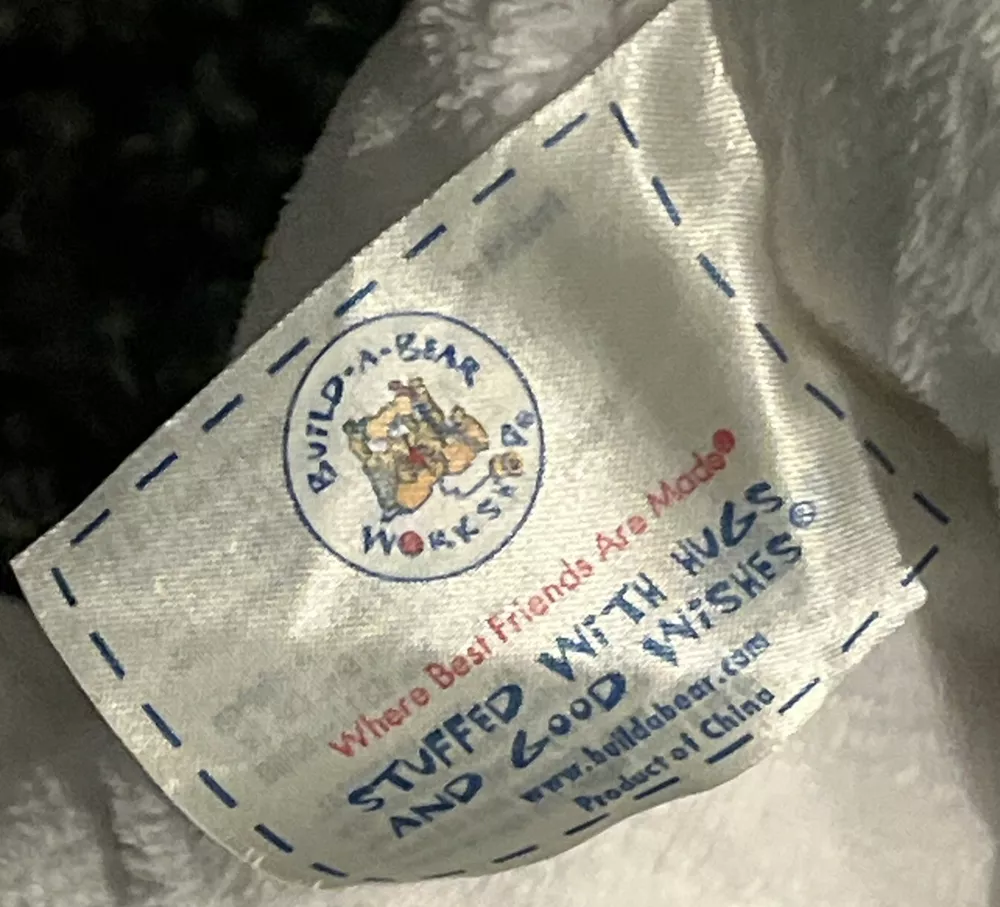 BUiLD-A-BEAR
WORKSHOP®
Where Best Friends Are Made®
STUFFED WiTH HUGS
AND GOOD WiSHES®
www.buildabear.com
Product of China